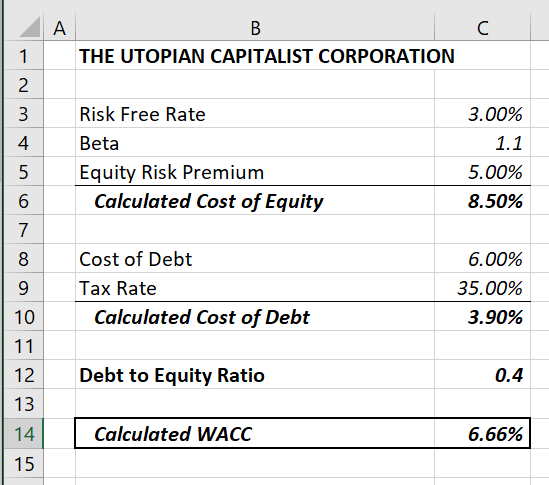 A B C
1 THE UTOPIAN CAPITALIST CORPORATION
2
3 Risk Free Rate 3.00%
4 Beta 1.1
5 Equity Risk Premium 5.00%
6 Calculated Cost of Equity 8.50%
7
8 Cost of Debt 6.00%
9 Tax Rate 35.00%
10 Calculated Cost of Debt 3.90%
11
12 Debt to Equity Ratio 0.4
13
14 Calculated WACC 6.66%
15